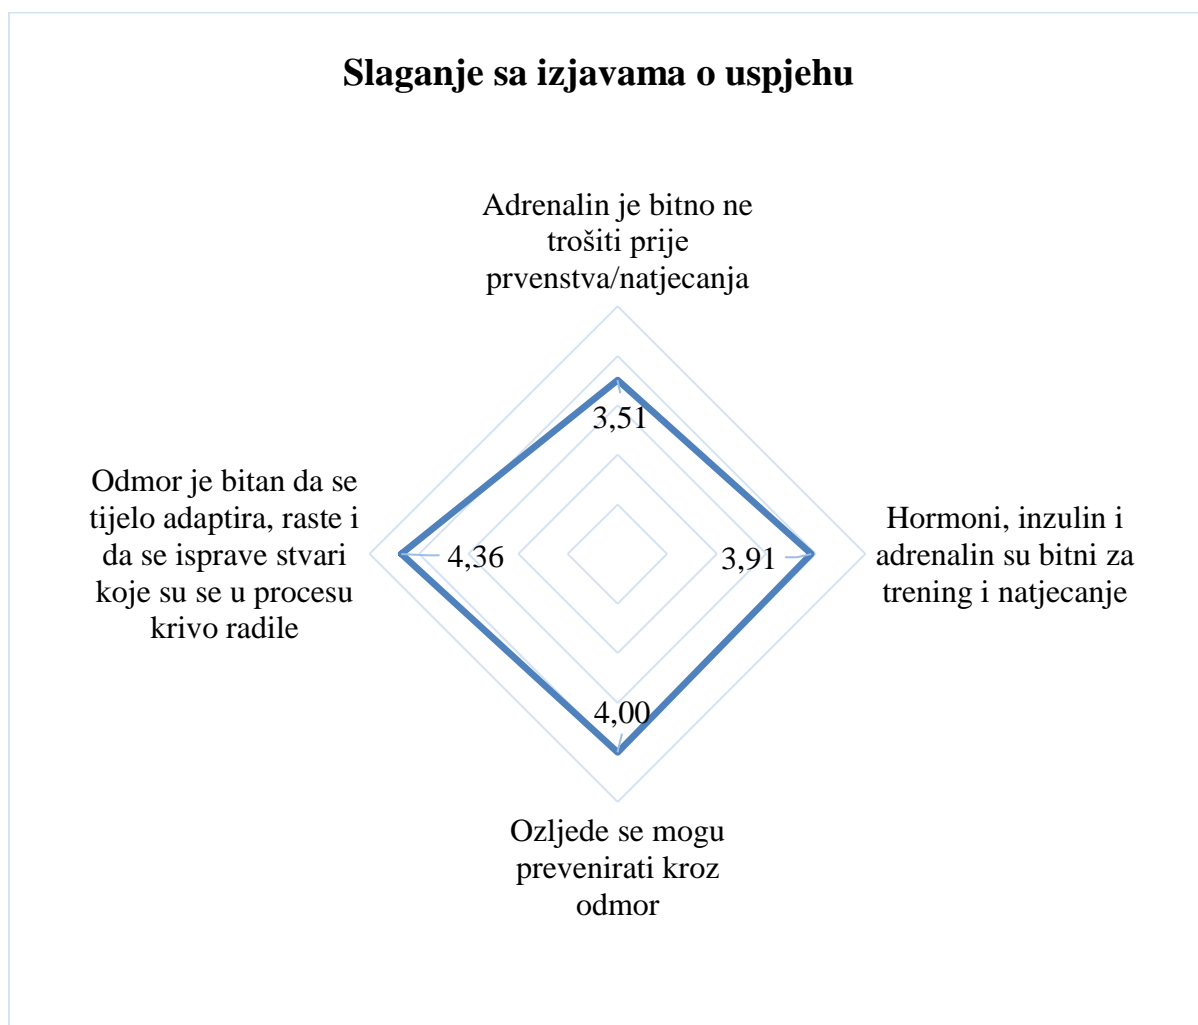 Slaganje sa izjavama o uspjehu
Adrenalin je bitno ne
trošiti prije
prvenstva/natjecanja
3,51
Odmor je bitan da se
tijelo adaptira, raste i
da se isprave stvari
koje su se u procesu
krivo radile
4,36
3,91
Hormoni, inzulin i
adrenalin su bitni za
trening i natjecanje
4,00
Ozljede se mogu
prevenirati kroz
odmor